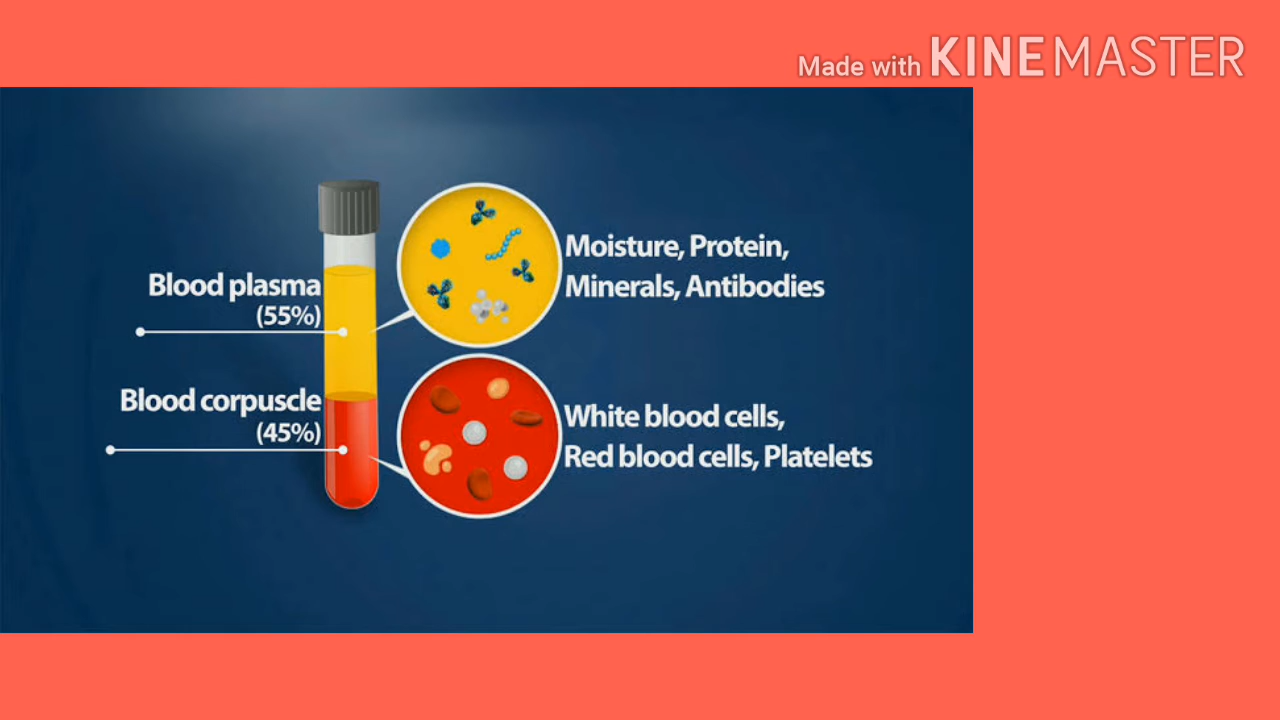 Made with KINEMASTER
Blood plasma
(55%)
Moisture, Protein,
Minerals, Antibodies
Blood corpuscle
(45%)
White blood cells,
Red blood cells, Platelets